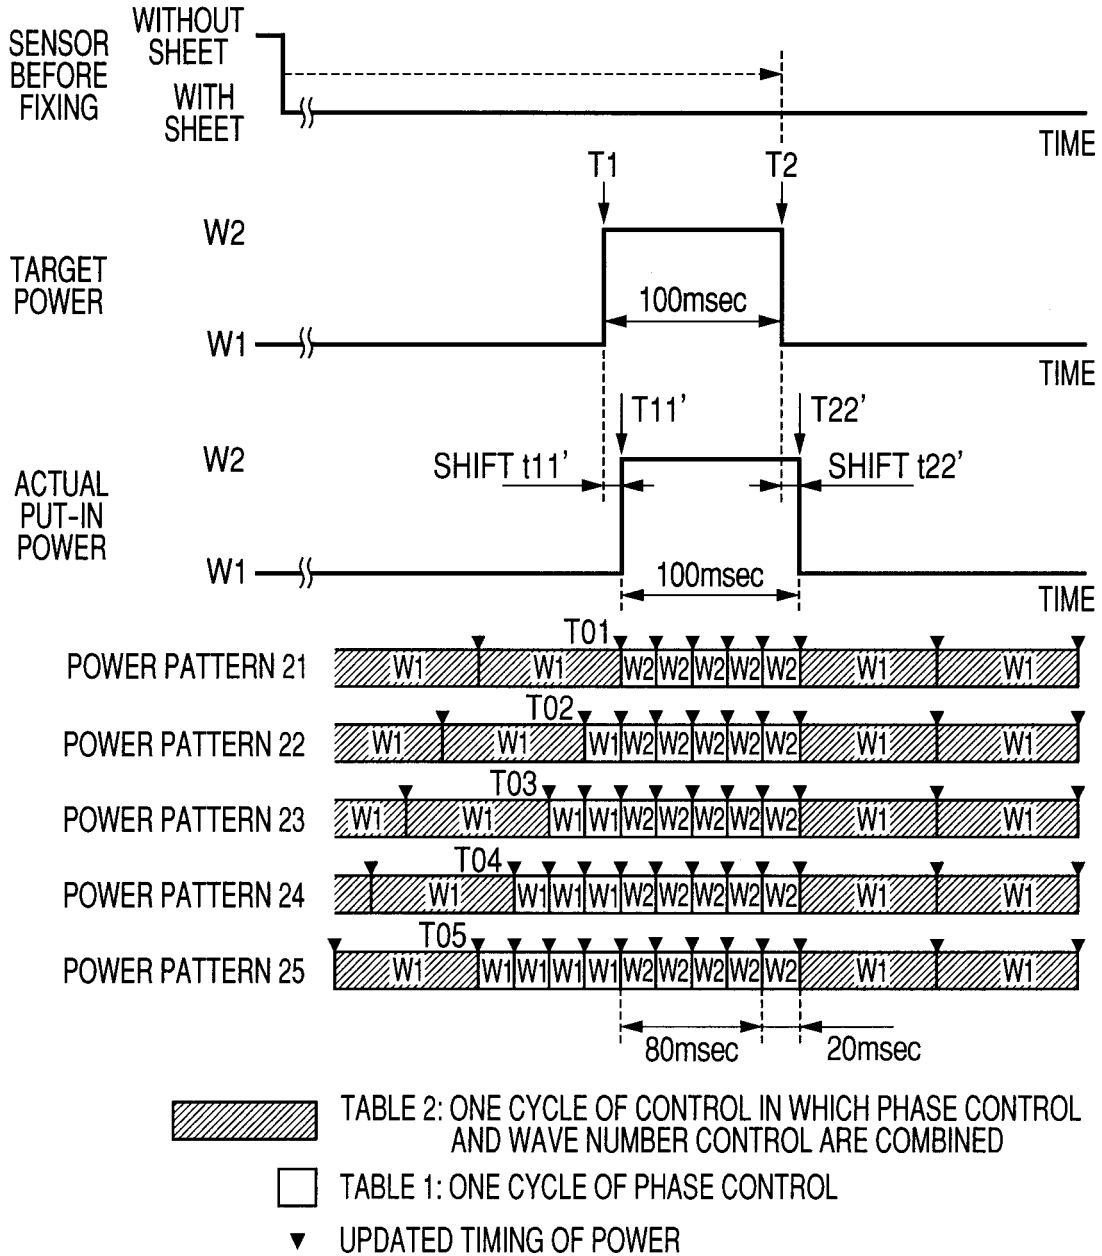 SENSOR
BEFORE
FIXING
WITHOUT
SHEET
WITH
SHEET
TIME
T1
T2
TARGET
POWER
W2
100msec
W1
TIME
T11'
T22'
ACTUAL
PUT-IN
POWER
W2
SHIFT t11'
SHIFT t22'
W1
100msec
TIME
T01
POWER PATTERN 21
W1 W1 W2 W2 W2 W2 W2 W1 W1
T02
POWER PATTERN 22
W1 W1 W1 W2 W2 W2 W2 W2 W1 W1
T03
POWER PATTERN 23
W1 W1 W1 W1 W2 W2 W2 W2 W2 W1 W1
T04
POWER PATTERN 24
W1 W1 W1 W1 W2 W2 W2 W2 W2 W1 W1
T05
POWER PATTERN 25
W1 W1 W1 W1 W1 W2 W2 W2 W2 W2 W1 W1
80msec
20msec
TABLE 2: ONE CYCLE OF CONTROL IN WHICH PHASE CONTROL
AND WAVE NUMBER CONTROL ARE COMBINED
TABLE 1: ONE CYCLE OF PHASE CONTROL
UPDATED TIMING OF POWER